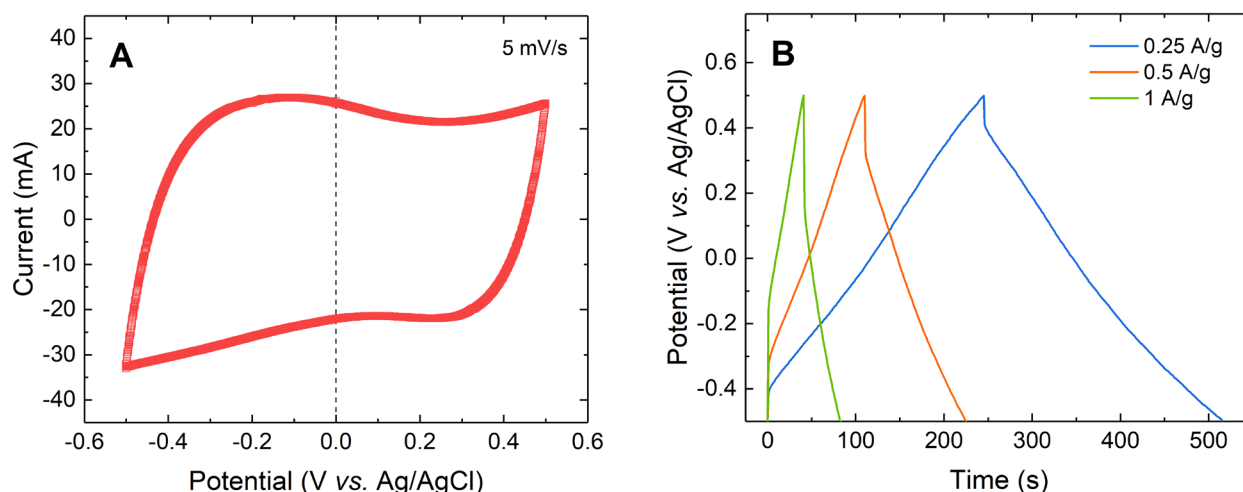 A
5 mV/s
40
30
20
10
0
-10
-20
-30
-40
Current (mA)
-0.6
-0.4
-0.2
0.0
0.2
0.4
0.6
Potential (V vs. Ag/AgCl)
B
0.25 A/g
0.5 A/g
1 A/g
0.6
0.4
0.2
0.0
-0.2
-0.4
Potential (V vs. Ag/AgCl)
0
100
200
300
400
500
Time (s)